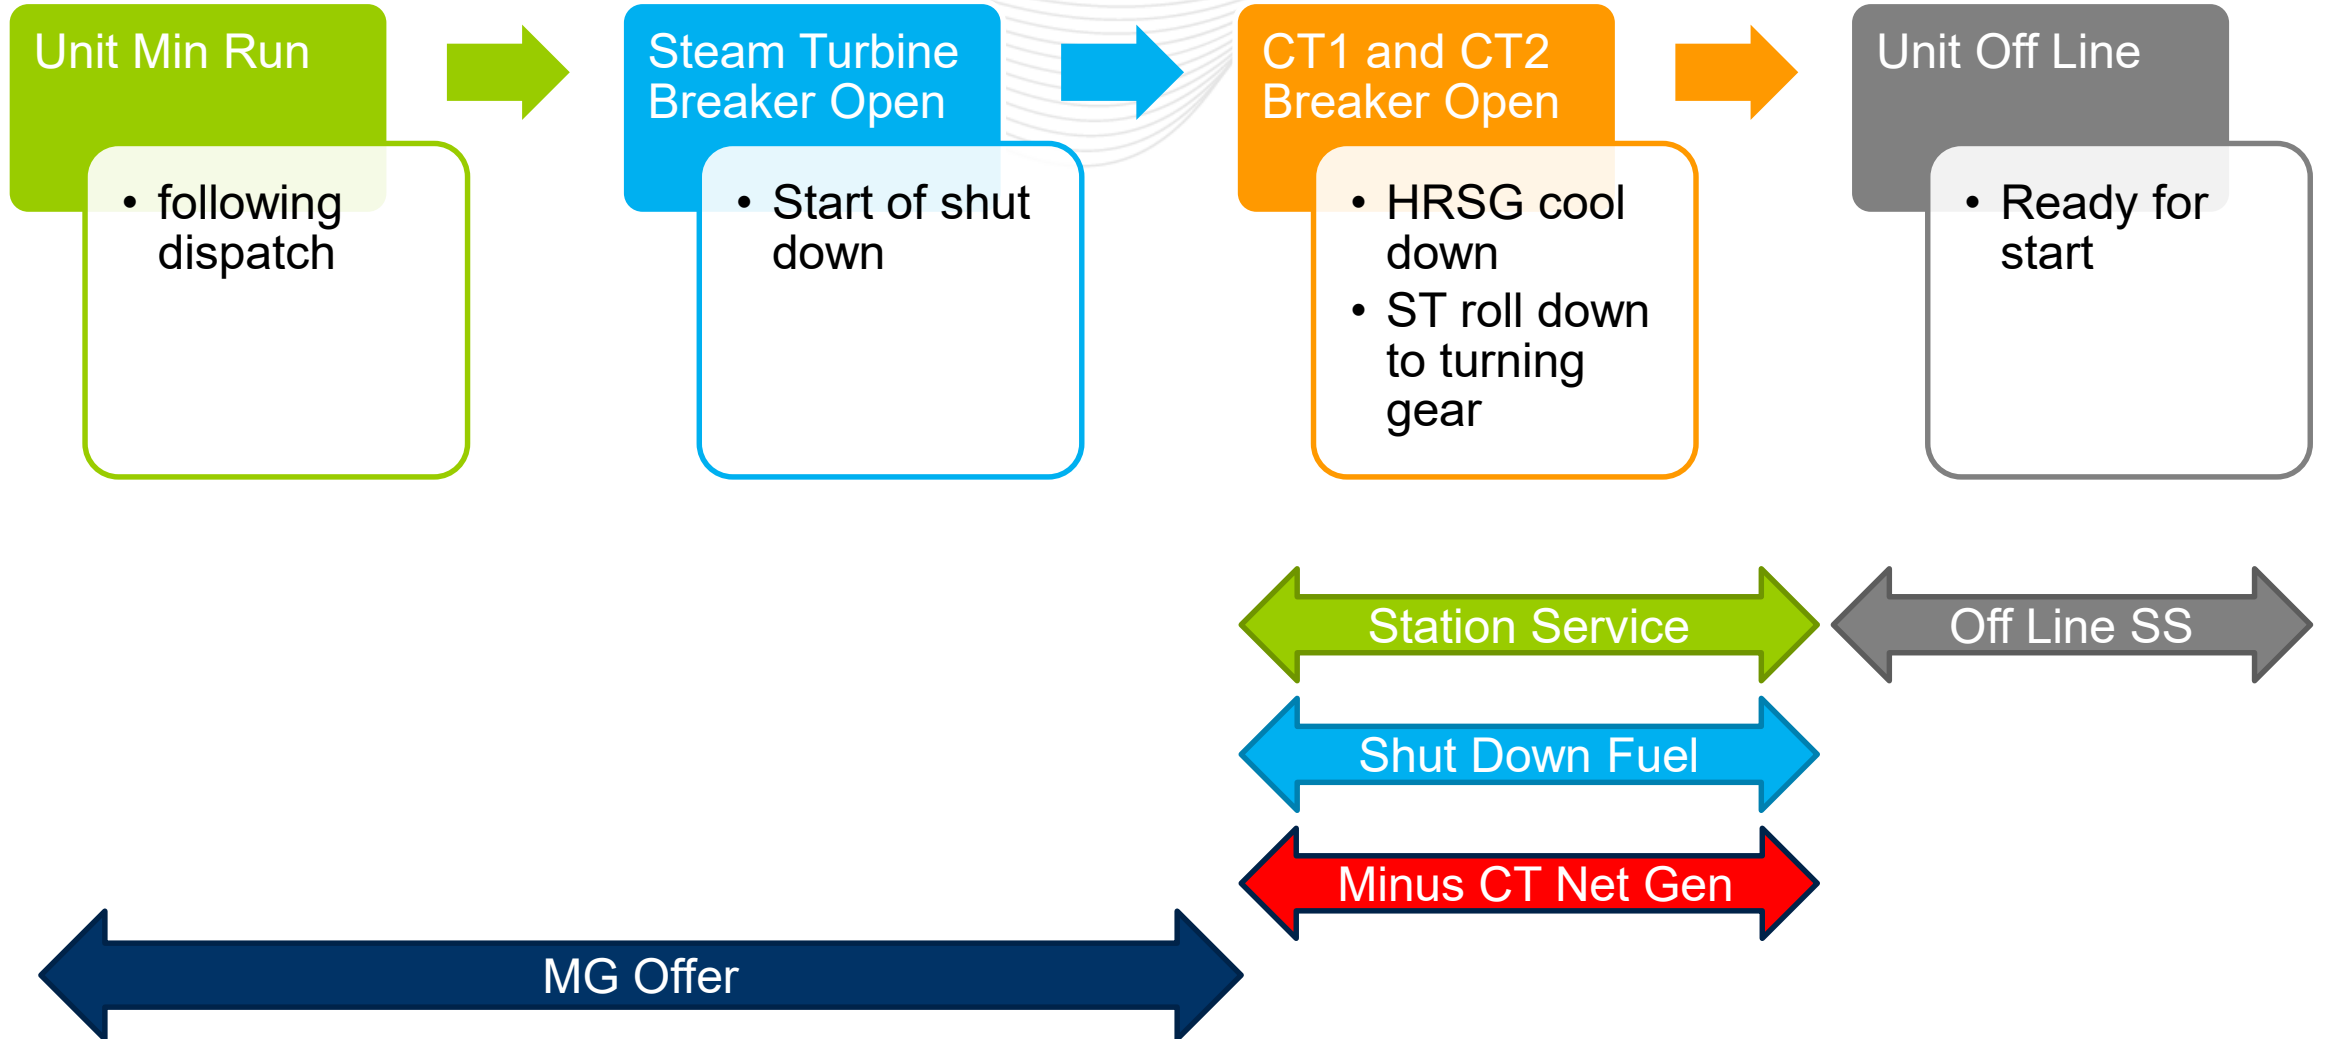 Unit Min Run
• following
dispatch
Steam Turbine
Breaker Open
• Start of shut
down
CT1 and CT2
Breaker Open
• HRSG cool
down
• ST roll down
to turning
gear
Unit Off Line
• Ready for
start
Station Service
Off Line SS
Shut Down Fuel
Minus CT Net Gen
MG Offer